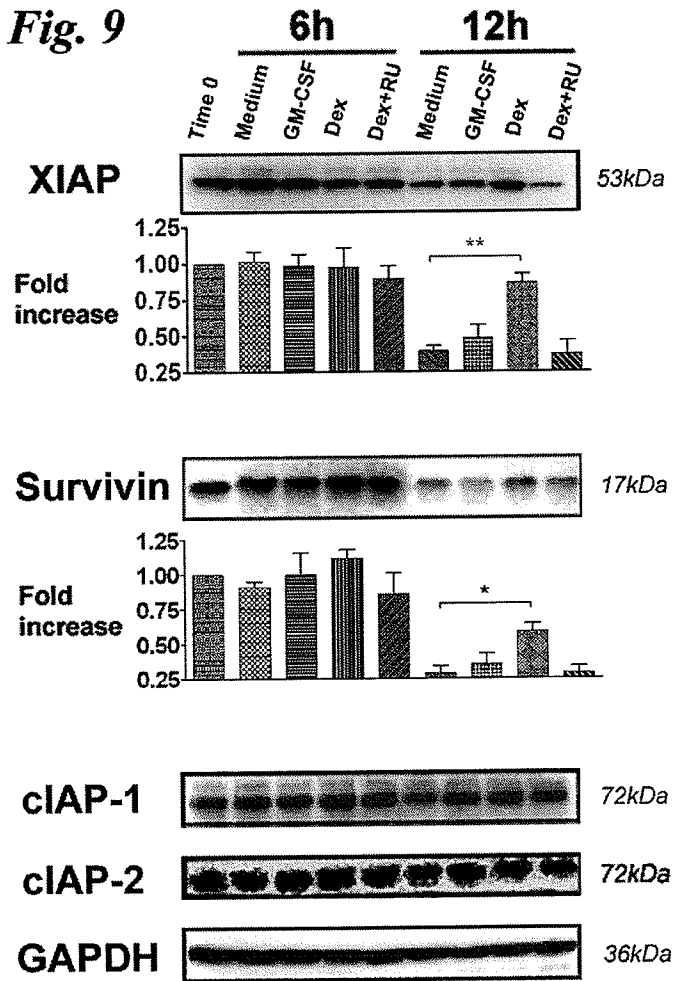 Fig. 9
6h 12h
Time 0 Medium GM-CSF Dex Dex+RU Medium GM-CSF Dex Dex+RU
XIAP 53kDa
1.25
1.00
0.75
0.50
0.25
Fold
increase
**
Survivin 17kDa
1.25
1.00
0.75
0.50
0.25
Fold
increase
*
cIAP-1 72kDa
cIAP-2 72kDa
GAPDH 36kDa